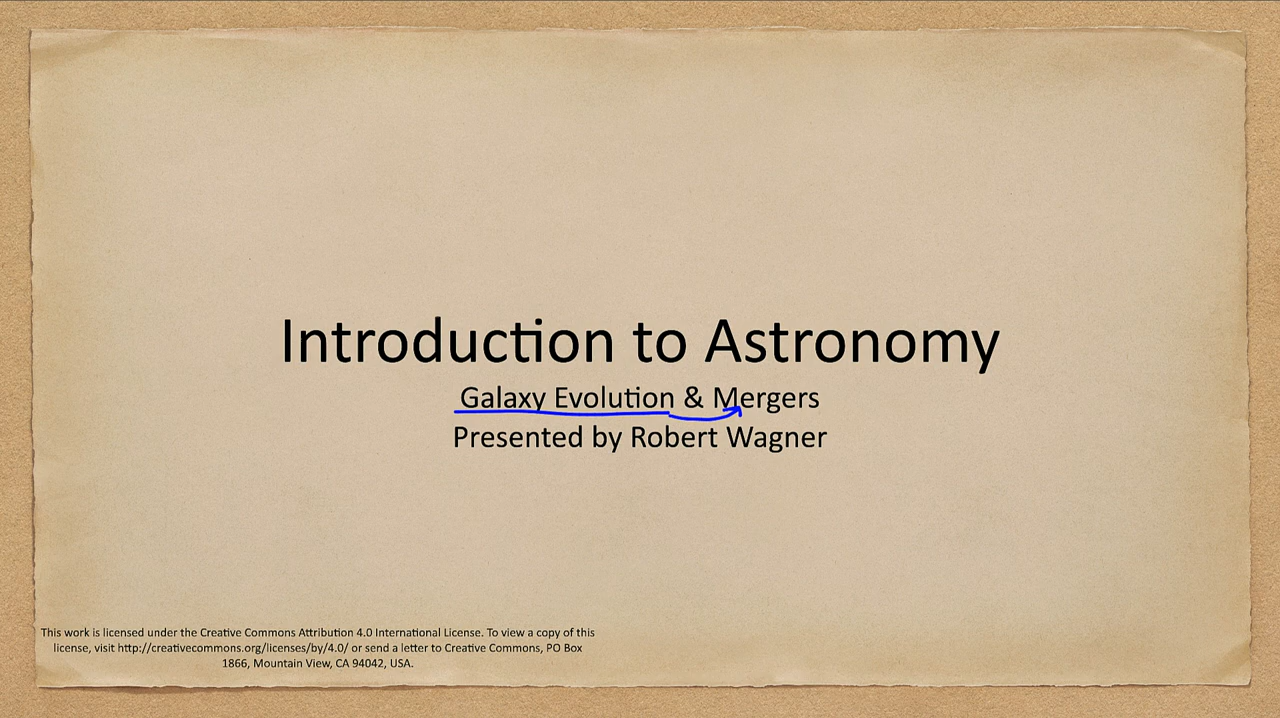 Introduction to Astronomy
Galaxy Evolution & Mergers
Presented by Robert Wagner
This work is licensed under the Creative Commons Attribution 4.0 International License. To view a copy of this
license, visit http://creativecommons.org/licenses/by/4.0/ or send a letter to Creative Commons, PO Box
1866, Mountain View, CA 94042, USA.